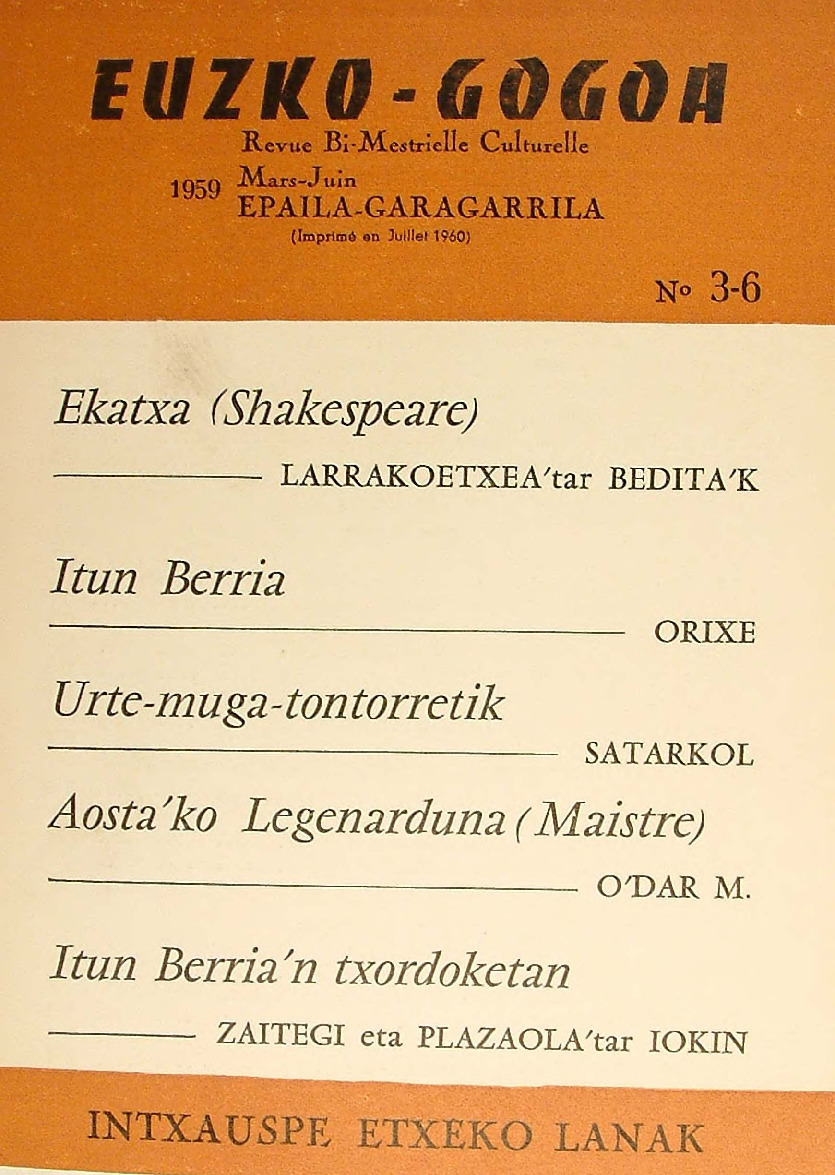 EUZKO-GOGOA
Revue Bi-Mestrielle Culturelle
1959 Mars-Juin
EPAILA-GARAGARRILA
(Imprimé en Juillet 1960)
Nº 3-6
Ekatxa (Shakespeare)
LARRAKOETXEA'tar BEDITA'K
Itun Berria
ORIXE
Urte-muga-tontorretik
SATARKOL
Aosta'ko Legenarduna (Maistre)
O'DAR M.
Itun Berria'n txordoketan
ZAITEGI eta PLAZAOLA'tar IOKIN
INTXAUSPE ETXEKO LANAK